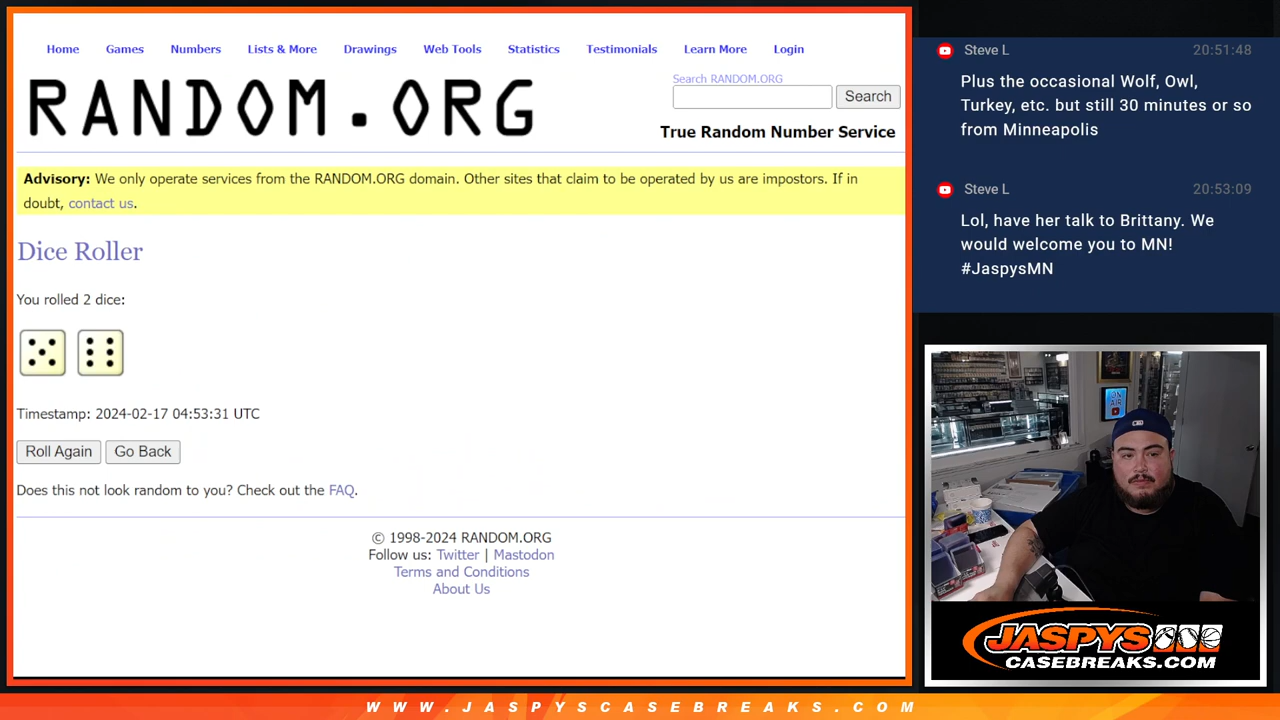 Home Games Numbers Lists & More Drawings Web Tools Statistics Testimonials Learn More Login
RANDOM.ORG
Search RANDOM.ORG
Search
True Random Number Service
Advisory: We only operate services from the RANDOM.ORG domain. Other sites that claim to be operated by us are impostors. If in
doubt, contact us.
Dice Roller
You rolled 2 dice:
Timestamp: 2024-02-17 04:53:31 UTC
Roll Again Go Back
Does this not look random to you? Check out the FAQ.
© 1998-2024 RANDOM.ORG
Follow us: Twitter | Mastodon
Terms and Conditions
About Us
Steve L 20:51:48
Plus the occasional Wolf, Owl,
Turkey, etc. but still 30 minutes or so
from Minneapolis
Steve L 20:53:09
Lol, have her talk to Brittany. We
would welcome you to MN!
#JaspysMN
ON
AIR
JASPYS
CASEBREAKS.COM
WWW.JASPYSCASEBREAKS.COM